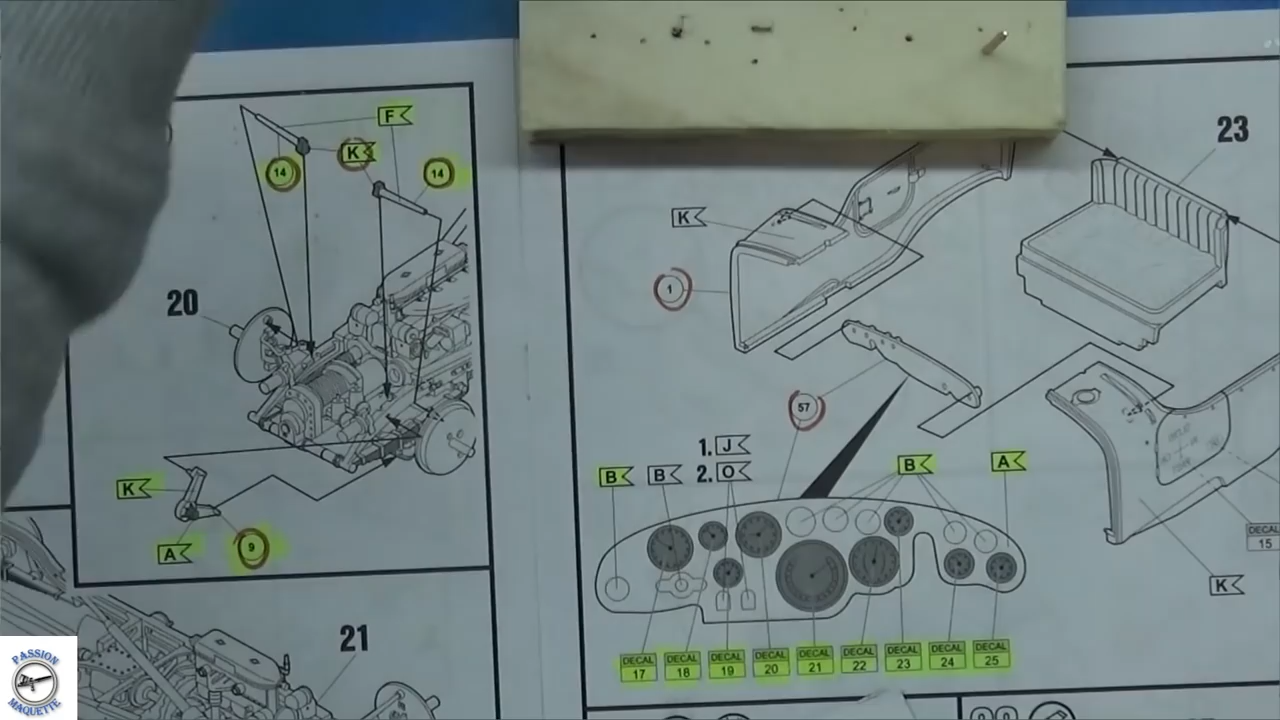 F
14
K
14
20
K
A
9
21
23
K
1
57
1. J
2. O
B
B
B
A
DECAL 15
K
DECAL 17
DECAL 18
DECAL 19
DECAL 20
DECAL 21
DECAL 22
DECAL 23
DECAL 24
DECAL 25
PASSION
MAQUETTE